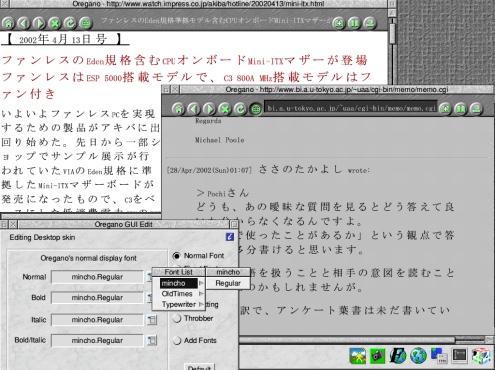 Oregano - http://www.watch.impress.co.jp/akiba/hotline/20020413/mini-itx.html
ファンレスのEden規格準拠モデル含むCPUオンボードMini-ITXマザーが
【 2002年4月13日号 】
ファンレスのEden規格含むCPUオンボードMini-ITXマザーが登場
ファンレスはESP 5000搭載モデルで、C3 800A MHz搭載モデルはファ
ァン付き
いよいよファンレスPCを実現
するための製品がアキバに出
回り始めた。先日から一部シ
ョップでサンプル展示が行
われていたVIAのEden規格に準
拠したMini-ITXマザーボードが
発売になったもので、C3をベ
Oregano - http://www.bi.a.u-tokyo.ac.jp/~uaa/cgi-bin/memo/memo.cgi
bi.a.u-tokyo.ac.jp/~uaa/cgi-bin/memo/memo.cgi
Regards
Michael Poole
[28/Apr/2002(Sun)01:07] ささのたかよし wrote:
＞Pochiさん
どうも、あの曖昧な質問を見るとどう答えて良
いか分からなくなるんですよ。
で使ったことがあるか」という観点で答
多分書けると思います。
を扱うことと相手の意図を読むこと
のかもしれませんが。
訳で、アンケート葉書は未だ書いてい
Oregano GUI Edit
Editing Desktop skin
Oregano's normal display font
Normal mincho.Regular
Bold mincho.Regular
Italic mincho.Regular
Bold/Italic mincho.Regular
Normal Font
Throbber
Add Fonts
Default
Font List
mincho
OldTimes
Typewriter
mincho
Regular